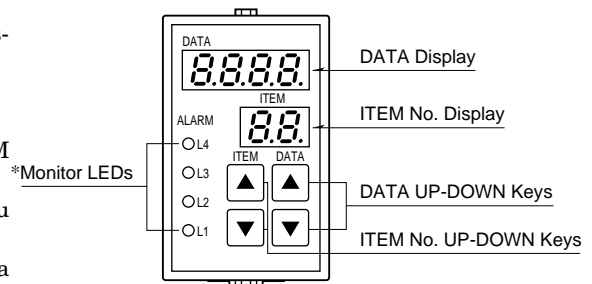 s-
M
u
a
DATA
8.8.8.8.
ITEM
8.8.
ALARM
L4
L3
L2
L1
ITEM DATA
*Monitor LEDs
DATA Display
ITEM No. Display
DATA UP-DOWN Keys
ITEM No. UP-DOWN Keys